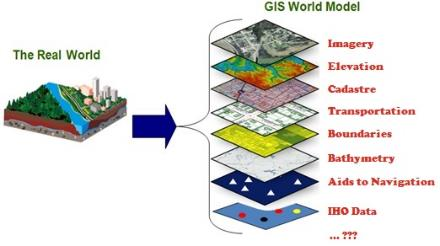 GIS World Model
The Real World
Imagery
Elevation
Cadastre
Transportation
Boundaries
Bathymetry
Aids to Navigation
IHO Data
... ???